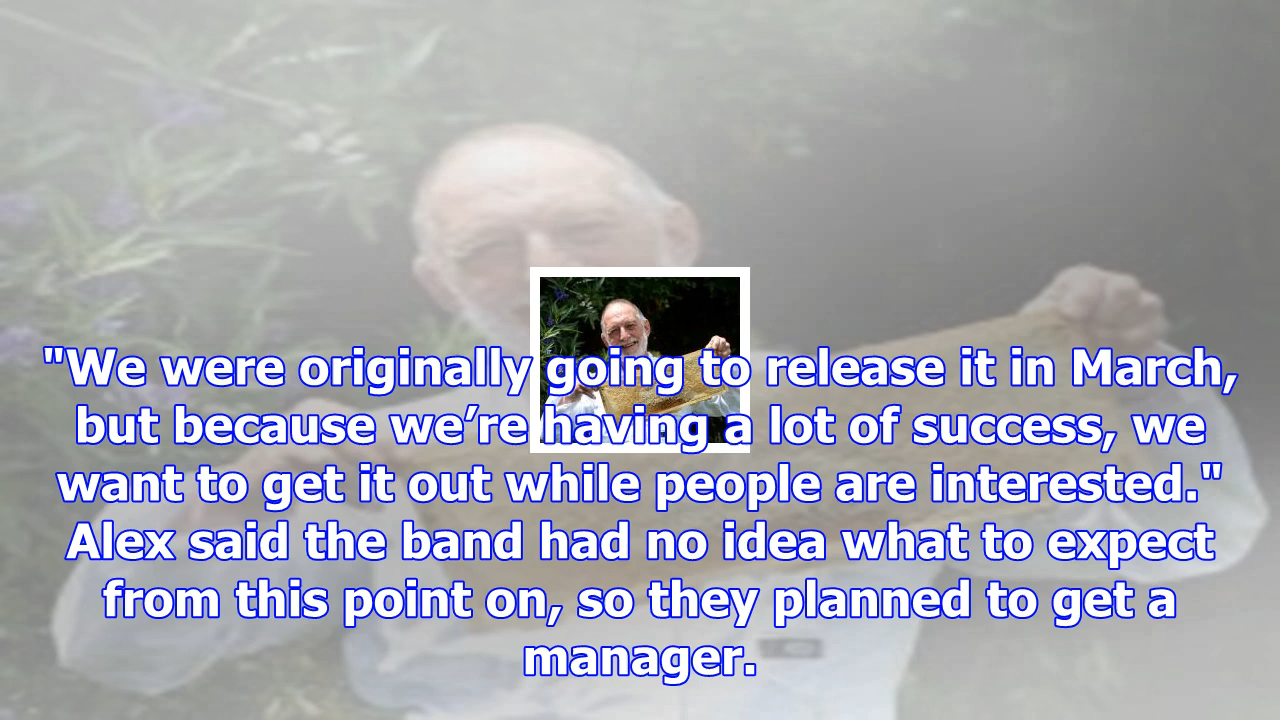 "We were originally going to release it in March,
but because we’re having a lot of success, we
want to get it out while people are interested."
Alex said the band had no idea what to expect
from this point on, so they planned to get a
manager.